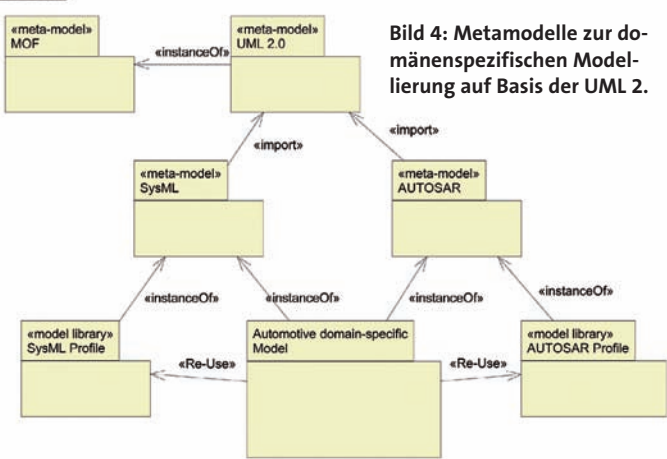 «meta-model»
MOF
«instanceOf»
«meta-model»
UML 2.0
Bild 4: Metamodelle zur do-
mänenspezifischen Model-
lierung auf Basis der UML 2.
«import»
«import»
«meta-model»
SysML
«meta-model»
AUTOSAR
«instanceOf»
«instanceOf»
«instanceOf»
«instanceOf»
«model library»
SysML Profile
«Re-Use»
Automotive domain-specific
Model
«Re-Use»
«model library»
AUTOSAR Profile